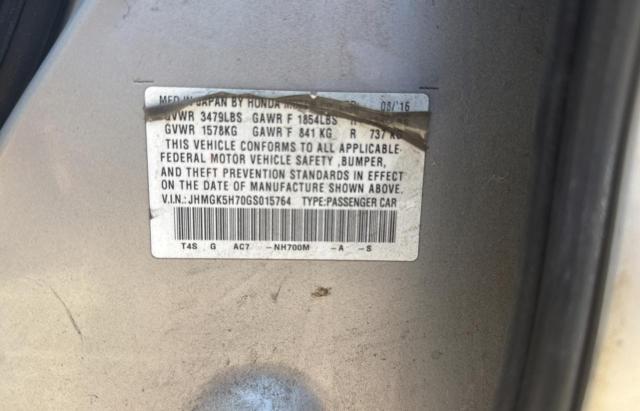 MFD IN JAPAN BY HONDA 08/16
GVWR 3479LBS GAWR F 1854LBS R
GVWR 1578KG GAWR F 841 KG R 737 KG
THIS VEHICLE CONFORMS TO ALL APPLICABLE
FEDERAL MOTOR VEHICLE SAFETY ,BUMPER,
AND THEFT PREVENTION STANDARDS IN EFFECT
ON THE DATE OF MANUFACTURE SHOWN ABOVE.
V.I.N.:JHMGK5H70GS015764 TYPE:PASSENGER CAR
T4S G AC7 -NH700M -A -S